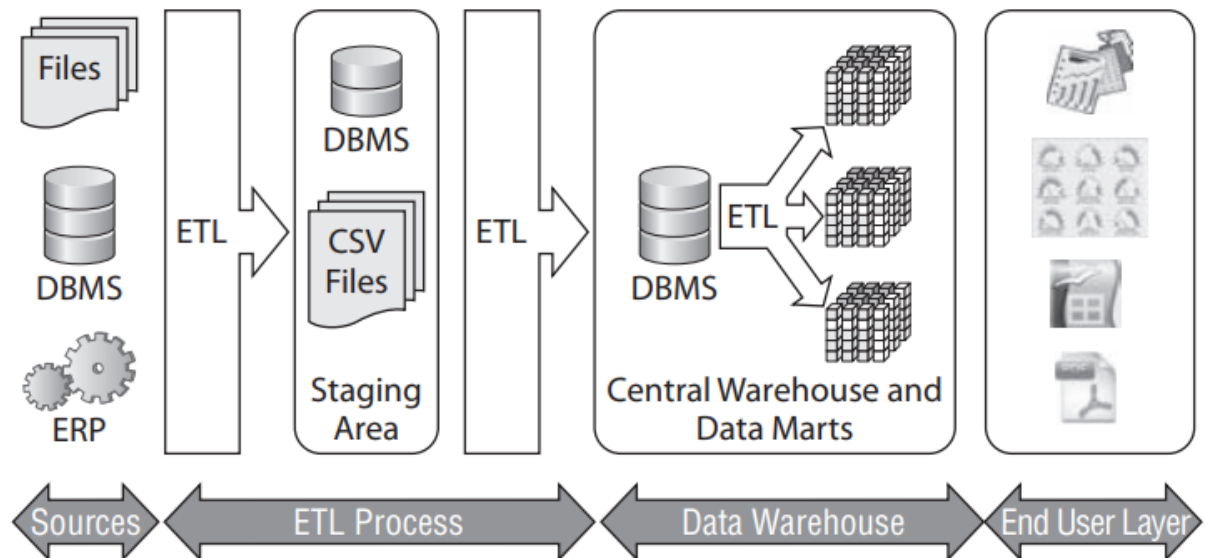 Files
DBMS
ERP
ETL
DBMS
CSV
Files
Staging
Area
ETL
DBMS
ETL
Central Warehouse and
Data Marts
Sources
ETL Process
Data Warehouse
End User Layer